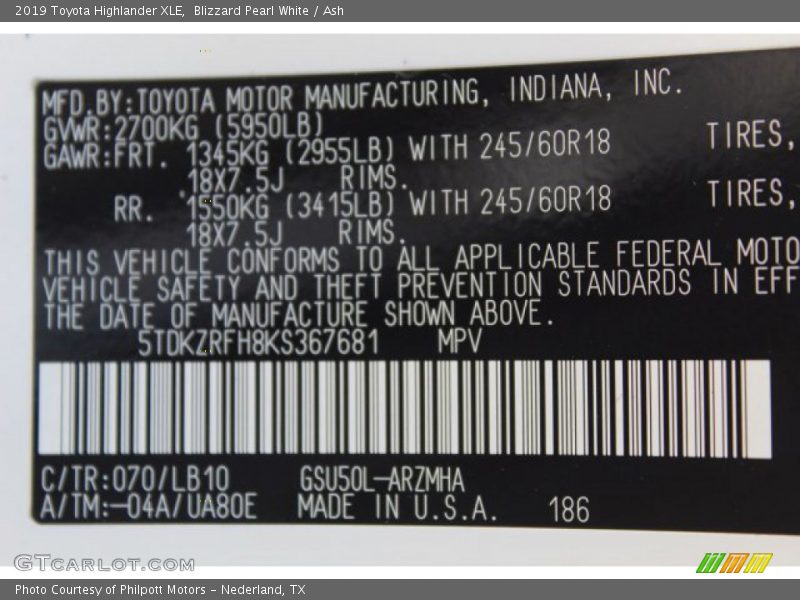 2019 Toyota Highlander XLE, Blizzard Pearl White / Ash
MFD.BY:TOYOTA MOTOR MANUFACTURING, INDIANA, INC.
GVWR:2700KG (5950LB)
GAWR:FRT. 1345KG (2955LB) WITH 245/60R18 TIRES,
18X7.5J RIMS.
RR. 1550KG (3415LB) WITH 245/60R18 TIRES,
18X7.5J RIMS.
THIS VEHICLE CONFORMS TO ALL APPLICABLE FEDERAL MOTO
VEHICLE SAFETY AND THEFT PREVENTION STANDARDS IN EFF
THE DATE OF MANUFACTURE SHOWN ABOVE.
5TDKZRFH8KS367681 MPV
C/TR:070/LB10 GSU50L-ARZMHA
A/TM:-04A/UA80E MADE IN U.S.A. 186
GTCARLOT.COM
Photo Courtesy of Philpott Motors - Nederland, TX